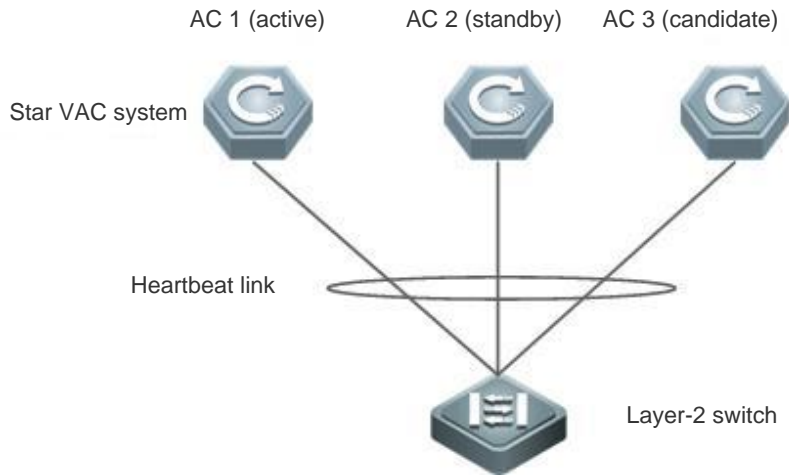 AC 1 (active)
AC 2 (standby)
AC 3 (candidate)
Star VAC system
Heartbeat link
Layer-2 switch